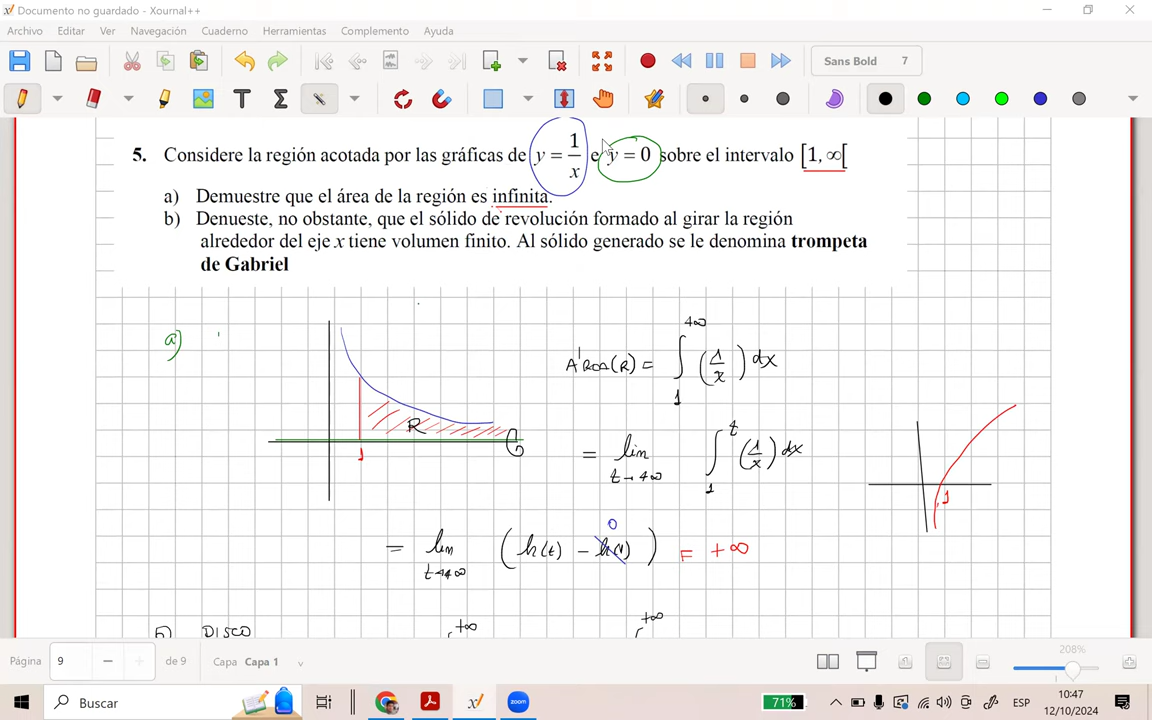 Documento no guardado - Xournal++
Archivo Editar Ver Navegación Cuaderno Herramientas Complemento Ayuda
Sans Bold 7
5. Considere la región acotada por las gráficas de y = 1/x e y = 0 sobre el intervalo [1, ∞[
a) Demuestre que el área de la región es infinita.
b) Denueste, no obstante, que el sólido de revolución formado al girar la región
alrededor del eje x tiene volumen finito. Al sólido generado se le denomina trompeta
de Gabriel
a)
R
1
ÁREA(R) = ∫₁^{+∞} (1/x) dx
= lim t→+∞ ∫₁^t (1/x) dx
1
= lim t→+∞ (ln(t) − ln(1)) = +∞
0
b) DISCO +∞ +∞
Página 9 de 9 Capa Capa 1 208%
Buscar 71% ESP 10:47
12/10/2024